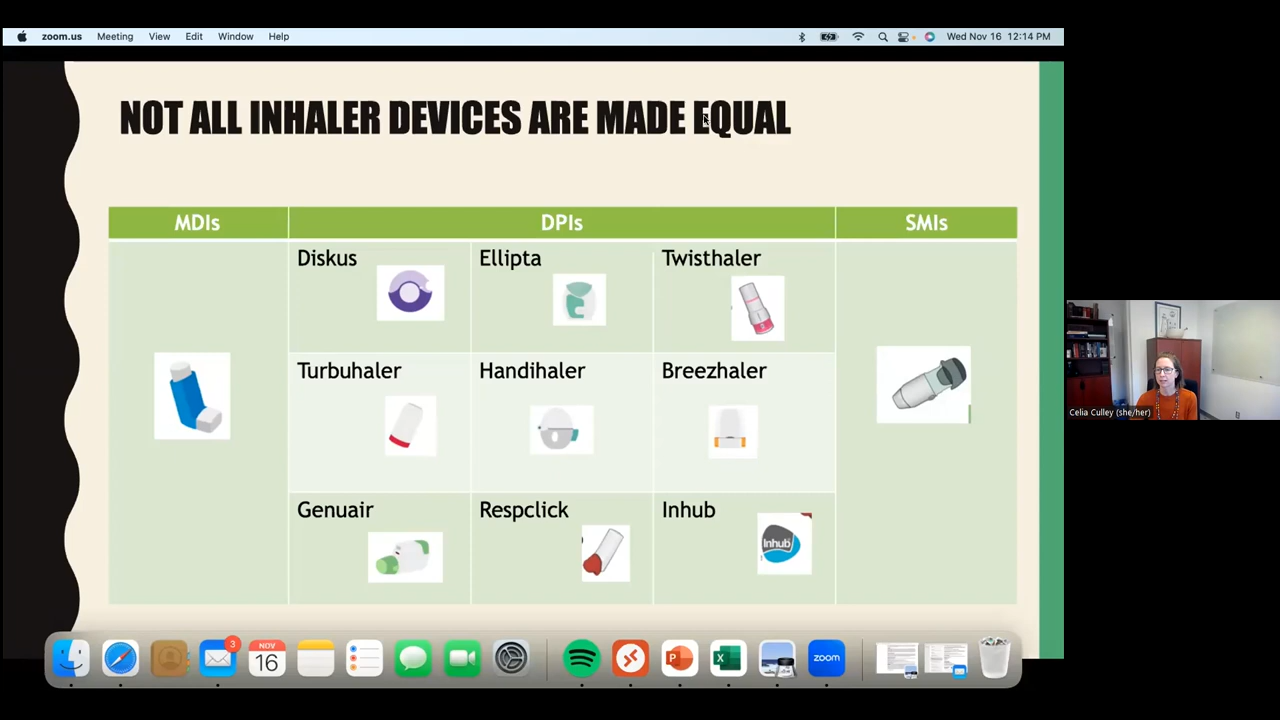 zoom.us Meeting View Edit Window Help Wed Nov 16 12:14 PM
NOT ALL INHALER DEVICES ARE MADE EQUAL
MDIs DPIs SMIs
Diskus Ellipta Twisthaler
Turbuhaler Handihaler Breezhaler
Genuair Respclick Inhub
Inhub
Celia Culley (she/her)
3
NOV
16
zoom